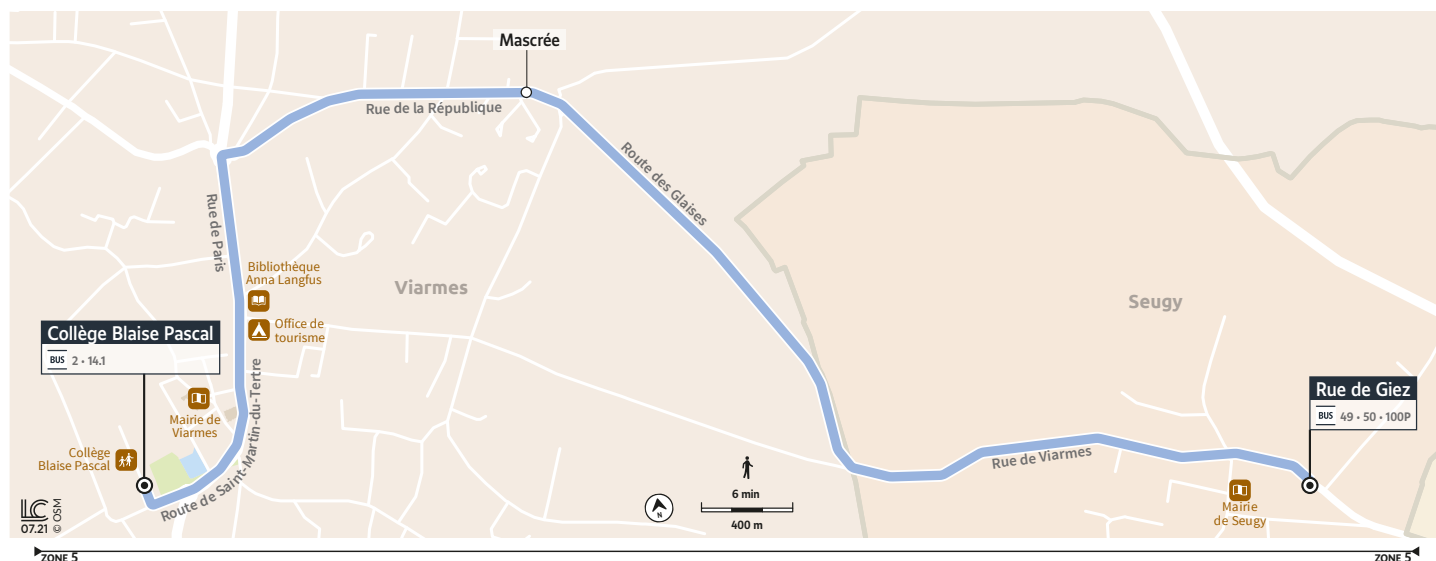 Mascrée
Rue de la République
Route des Glaises
Rue de Paris
Bibliothèque
Anna Langfus
Viarmes
Seugy
Office de
tourisme
Collège Blaise Pascal
BUS 2 • 14.1
Route de Saint-Martin-du-Tertre
Mairie de
Viarmes
Collège
Blaise Pascal
Rue de Giez
BUS 49 • 50 • 100P
Rue de Viarmes
Mairie
de Seugy
6 min
400 m
N
LC
07.21 © OSM
ZONE 5
ZONE 5